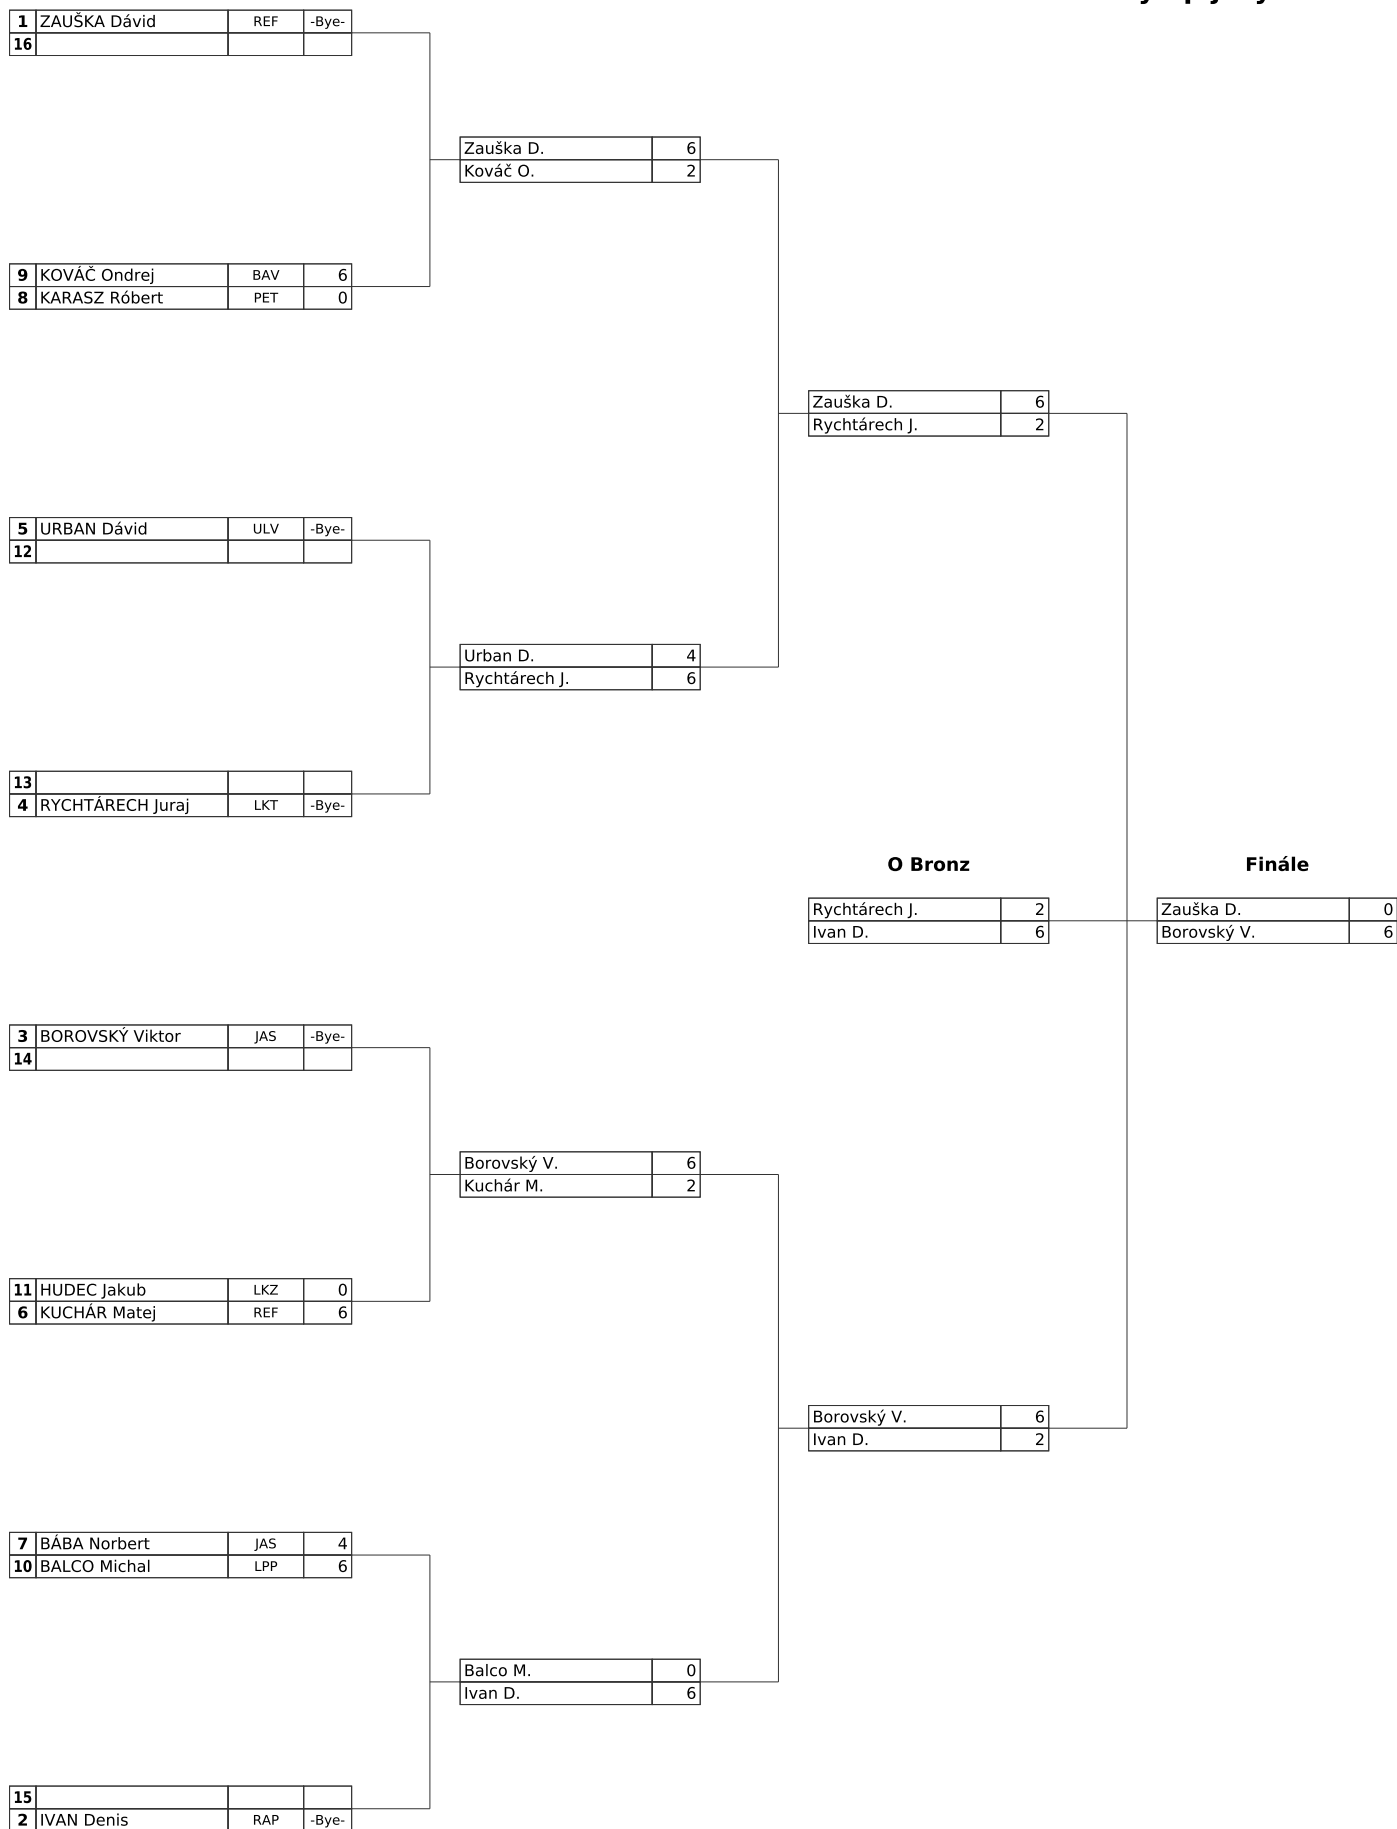 1 ZAUŠKA Dávid REF -Bye-
16
Zauška D. 6
Kováč O. 2
9 KOVÁČ Ondrej BAV 6
8 KARASZ Róbert PET 0
Zauška D. 6
Rychtárech J. 2
5 URBAN Dávid ULV -Bye-
12
Urban D. 4
Rychtárech J. 6
13
4 RYCHTÁRECH Juraj LKT -Bye-
O Bronz Finále
Rychtárech J. 2 Zauška D. 0
Ivan D. 6 Borovský V. 6
3 BOROVSKÝ Viktor JAS -Bye-
14
Borovský V. 6
Kuchár M. 2
11 HUDEC Jakub LKZ 0
6 KUCHÁR Matej REF 6
Borovský V. 6
Ivan D. 2
7 BÁBA Norbert JAS 4
10 BALCO Michal LPP 6
Balco M. 0
Ivan D. 6
15
2 IVAN Denis RAP -Bye-